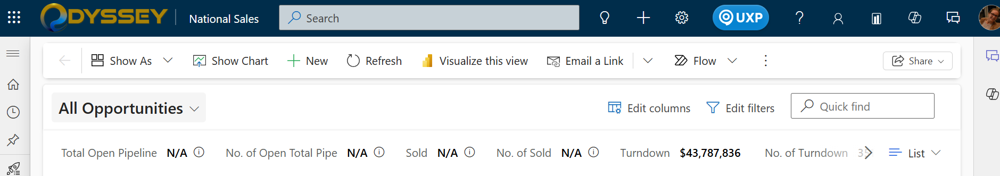 ODYSSEY National Sales Search UXP
Show As Show Chart New Refresh Visualize this view Email a Link Flow Share
All Opportunities Edit columns Edit filters Quick find
Total Open Pipeline N/A No. of Open Total Pipe N/A Sold N/A No. of Sold N/A Turndown $43,787,836 No. of Turndown 35 List